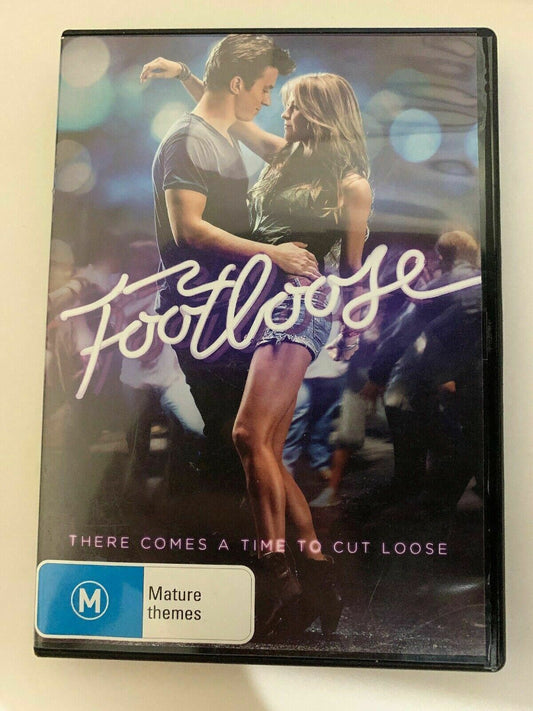 Footloose
THERE COMES A TIME TO CUT LOOSE
M
Mature
themes